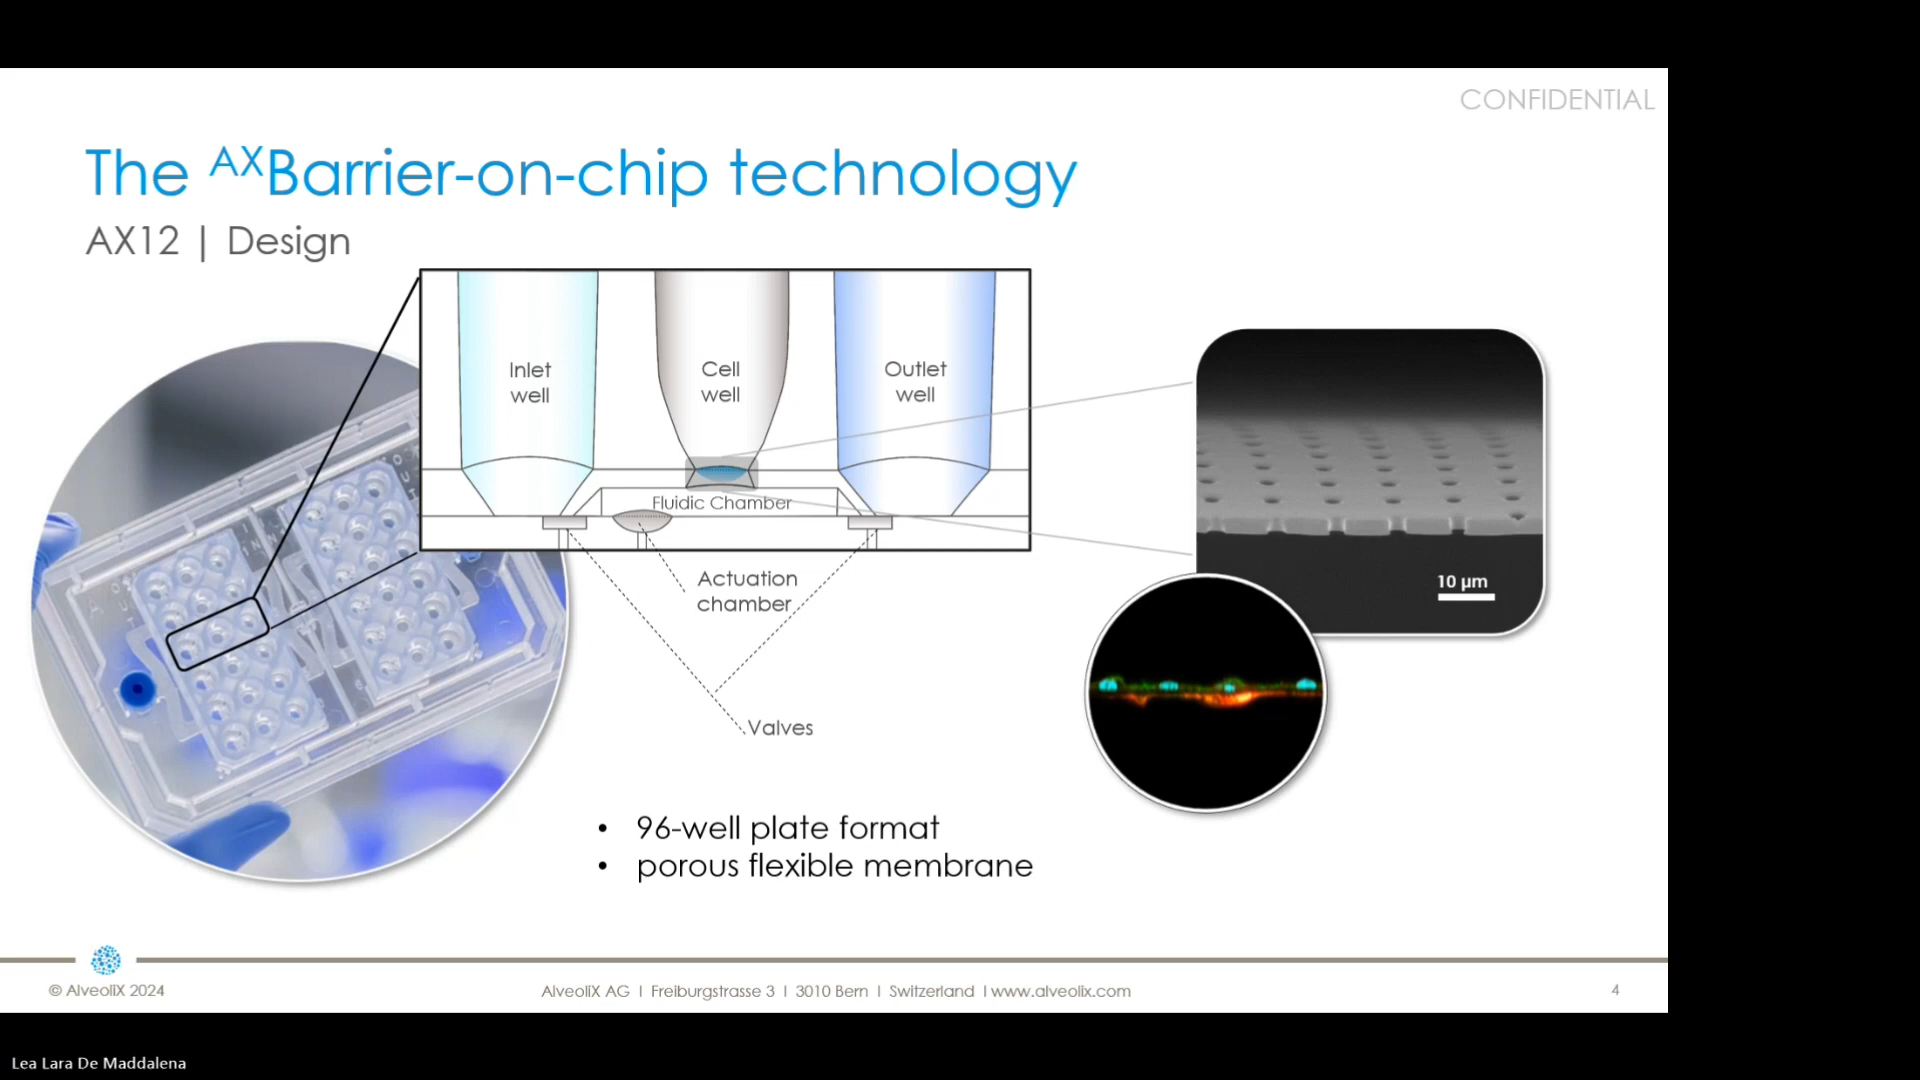 CONFIDENTIAL
The AXBarrier-on-chip technology
AX12 | Design
Inlet
well
Cell
well
Outlet
well
Fluidic Chamber
Actuation
chamber
Valves
10 µm
• 96-well plate format
• porous flexible membrane
© AlveoliX 2024
AlveoliX AG | Freiburgstrasse 3 | 3010 Bern | Switzerland | www.alveolix.com
4
Lea Lara De Maddalena